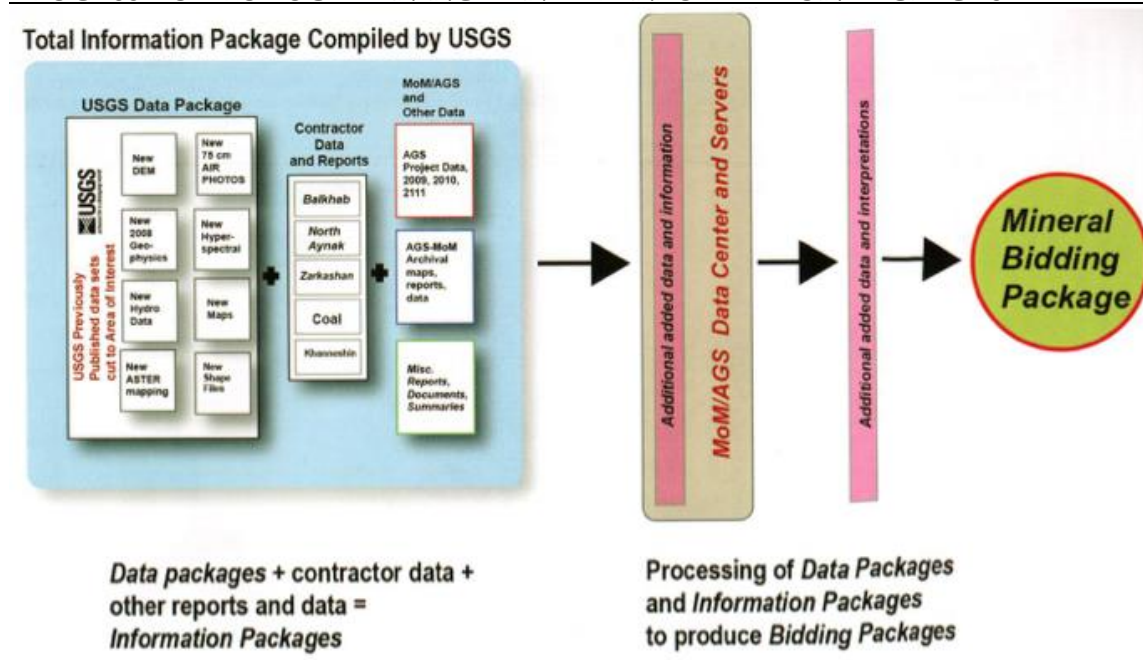 Total Information Package Compiled by USGS
USGS Data Package
USGS Previously
Published data sets
cut to Area of Interest
USGS
New
DEM
New
75 cm
AIR
PHOTOS
New
2008
Geo-
physics
New
Hyper-
spectral
New
Hydro
Data
New
Maps
New
ASTER
mapping
New
Shape
Files
+
Contractor
Data
and Reports
Balkhab
North
Aynak
Zarkashan
Coal
Khanneshin
+
MoM/AGS
and
Other Data
AGS
Project Data,
2009, 2010,
2111
AGS-MoM
Archival
maps,
reports,
data
Misc.
Reports,
Documents,
Summaries
Additional added data and information
MoM/AGS Data Center and Servers
Additional added data and interpretations
Mineral
Bidding
Package
Data packages + contractor data +
other reports and data =
Information Packages
Processing of Data Packages
and Information Packages
to produce Bidding Packages